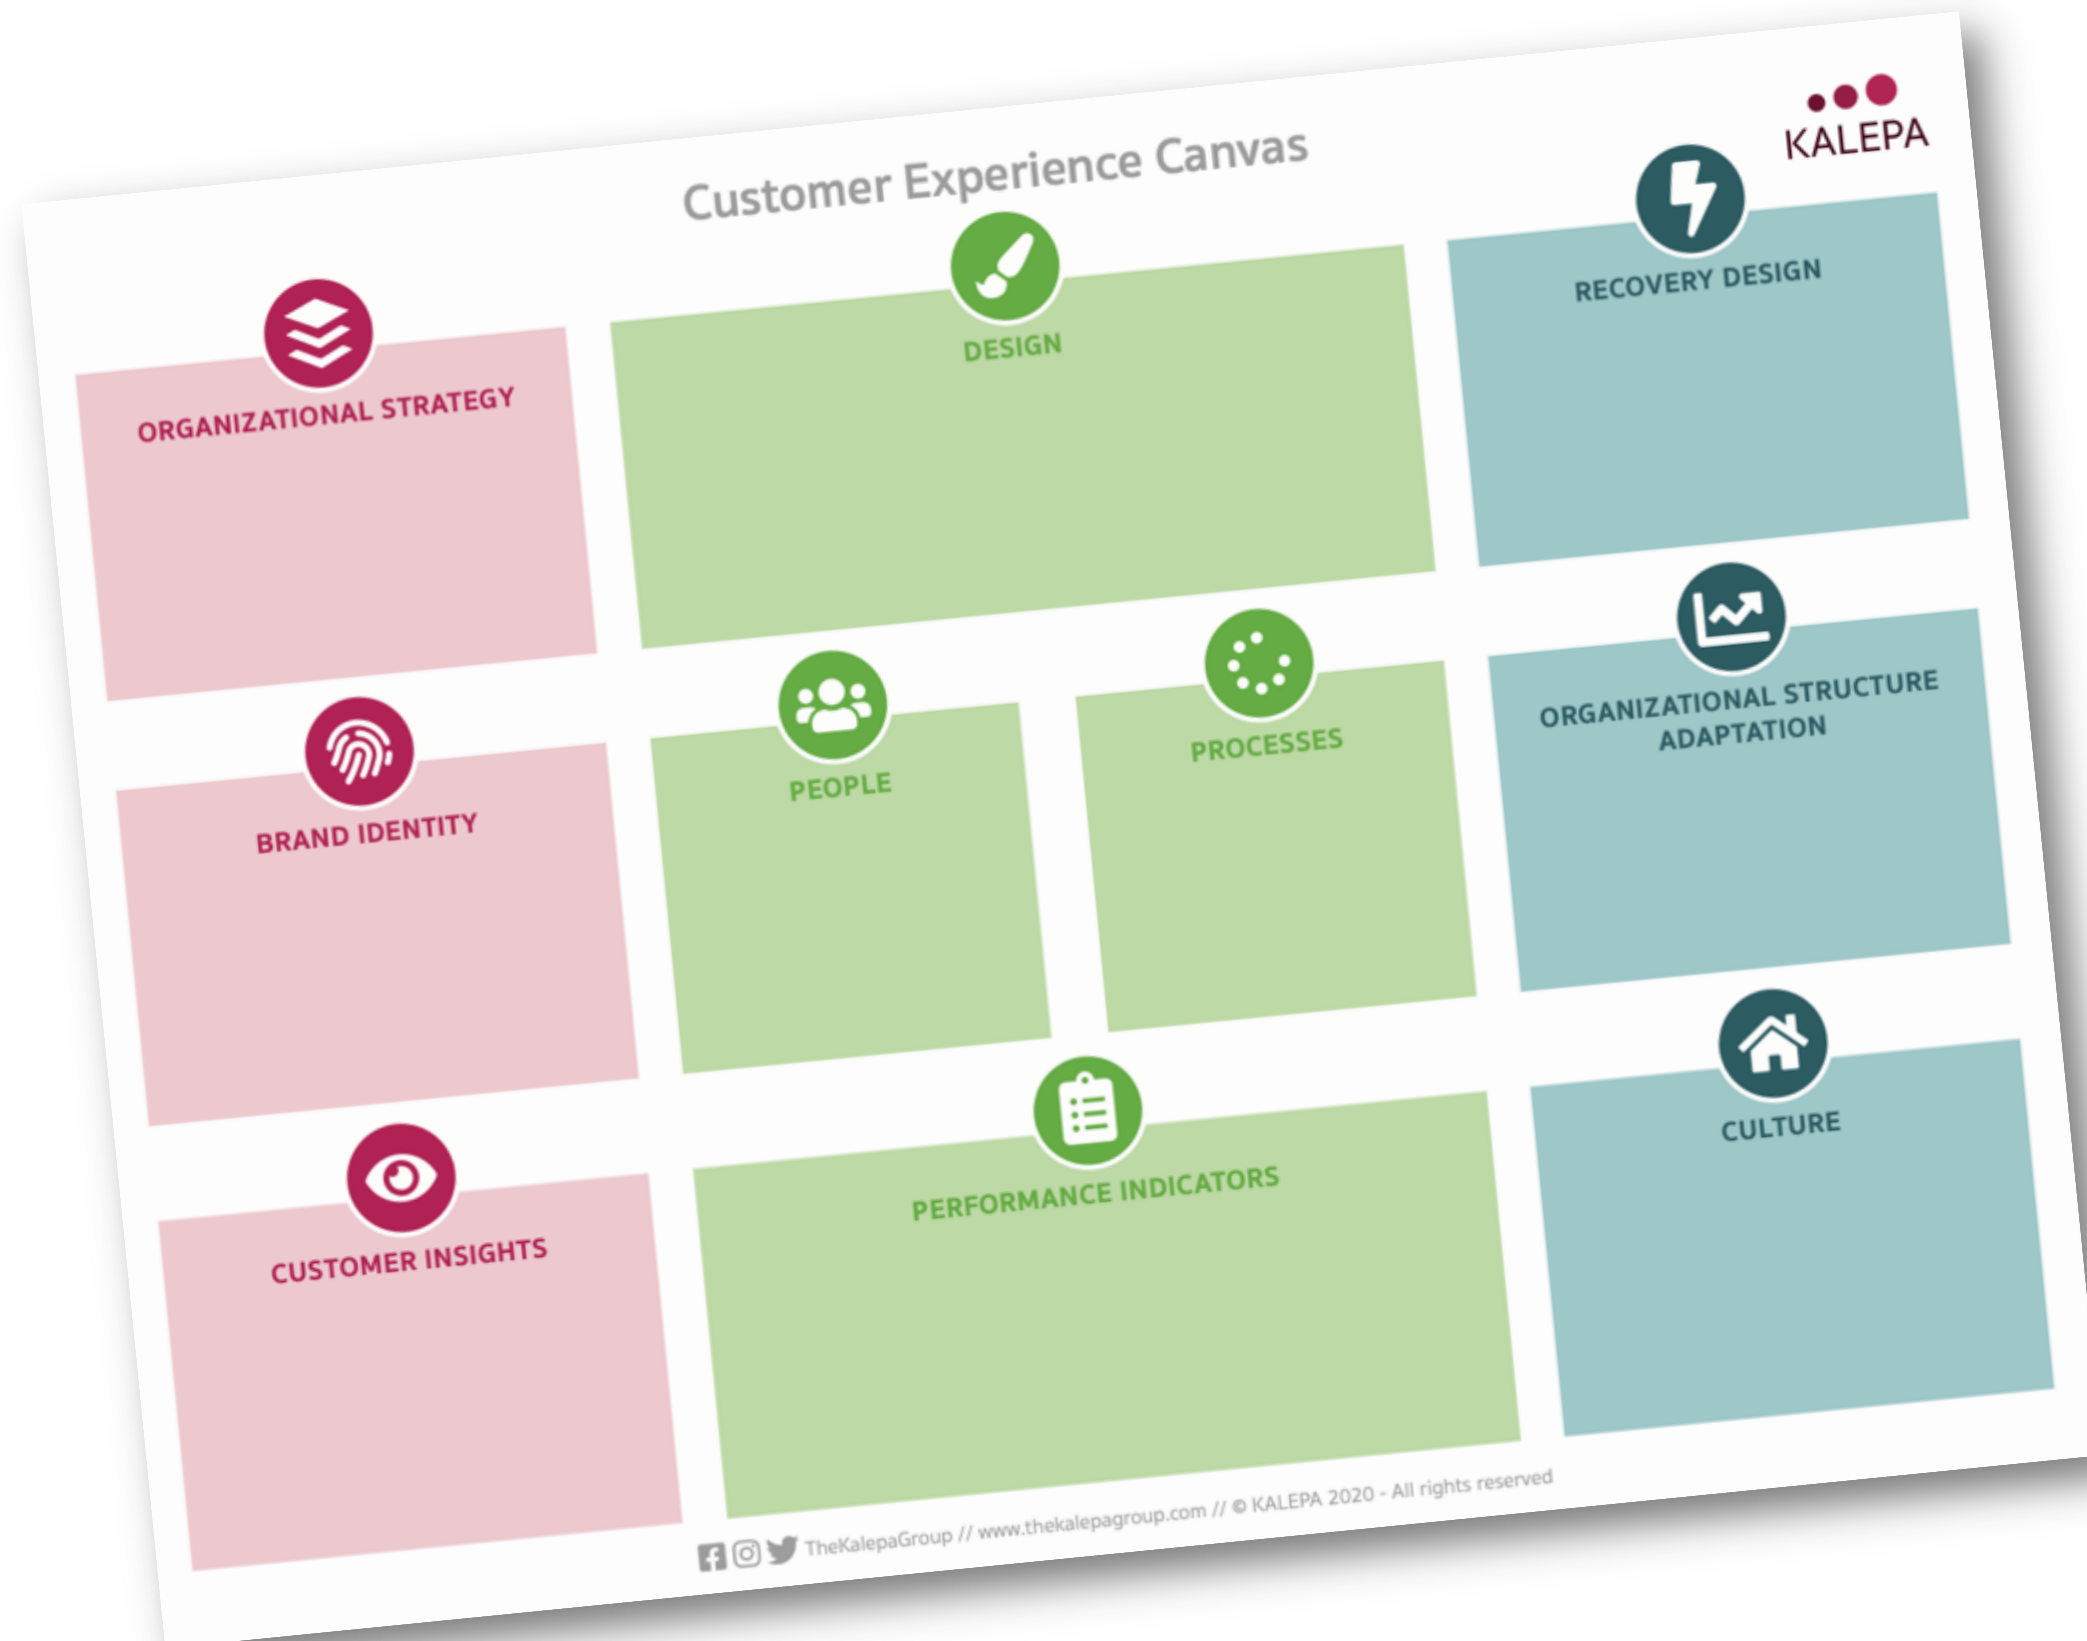 KALEPA
Customer Experience Canvas
ORGANIZATIONAL STRATEGY
DESIGN
RECOVERY DESIGN
BRAND IDENTITY
PEOPLE
PROCESSES
ORGANIZATIONAL STRUCTURE
ADAPTATION
CUSTOMER INSIGHTS
PERFORMANCE INDICATORS
CULTURE
TheKalepaGroup // www.thekalepagroup.com // © KALEPA 2020 - All rights reserved